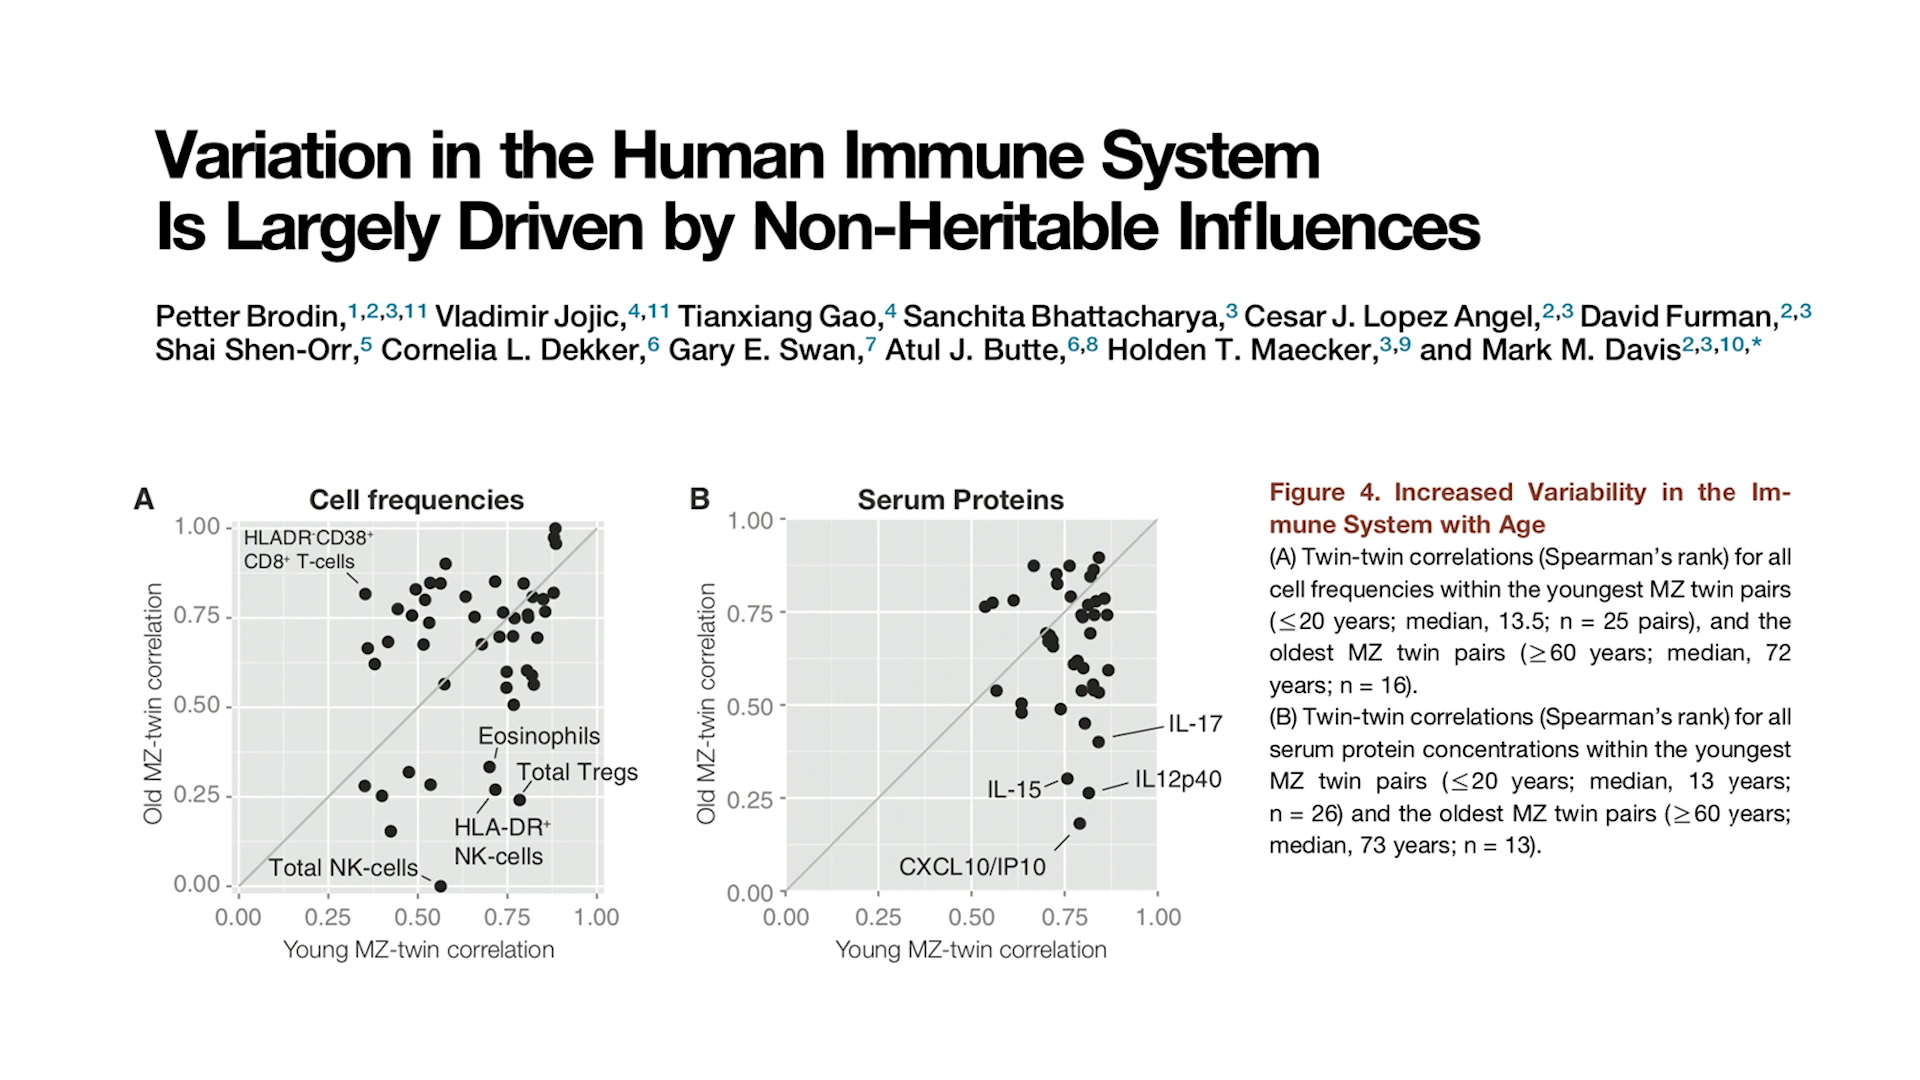 Variation in the Human Immune System
Is Largely Driven by Non-Heritable Influences
Petter Brodin,1,2,3,11 Vladimir Jojic,4,11 Tianxiang Gao,4 Sanchita Bhattacharya,3 Cesar J. Lopez Angel,2,3 David Furman,2,3
Shai Shen-Orr,5 Cornelia L. Dekker,6 Gary E. Swan,7 Atul J. Butte,6,8 Holden T. Maecker,3,9 and Mark M. Davis2,3,10,*
A
Cell frequencies
Old MZ-twin correlation
1.00
0.75
0.50
0.25
0.00
HLADR-CD38+
CD8+ T-cells
Eosinophils
Total Tregs
HLA-DR+
NK-cells
Total NK-cells
0.00 0.25 0.50 0.75 1.00
Young MZ-twin correlation
B
Serum Proteins
Old MZ-twin correlation
1.00
0.75
0.50
0.25
0.00
IL-17
IL-15
IL12p40
CXCL10/IP10
0.00 0.25 0.50 0.75 1.00
Young MZ-twin correlation
Figure 4. Increased Variability in the Im-
mune System with Age
(A) Twin-twin correlations (Spearman's rank) for all
cell frequencies within the youngest MZ twin pairs
(≤20 years; median, 13.5; n = 25 pairs), and the
oldest MZ twin pairs (≥60 years; median, 72
years; n = 16).
(B) Twin-twin correlations (Spearman's rank) for all
serum protein concentrations within the youngest
MZ twin pairs (≤20 years; median, 13 years;
n = 26) and the oldest MZ twin pairs (≥60 years;
median, 73 years; n = 13).